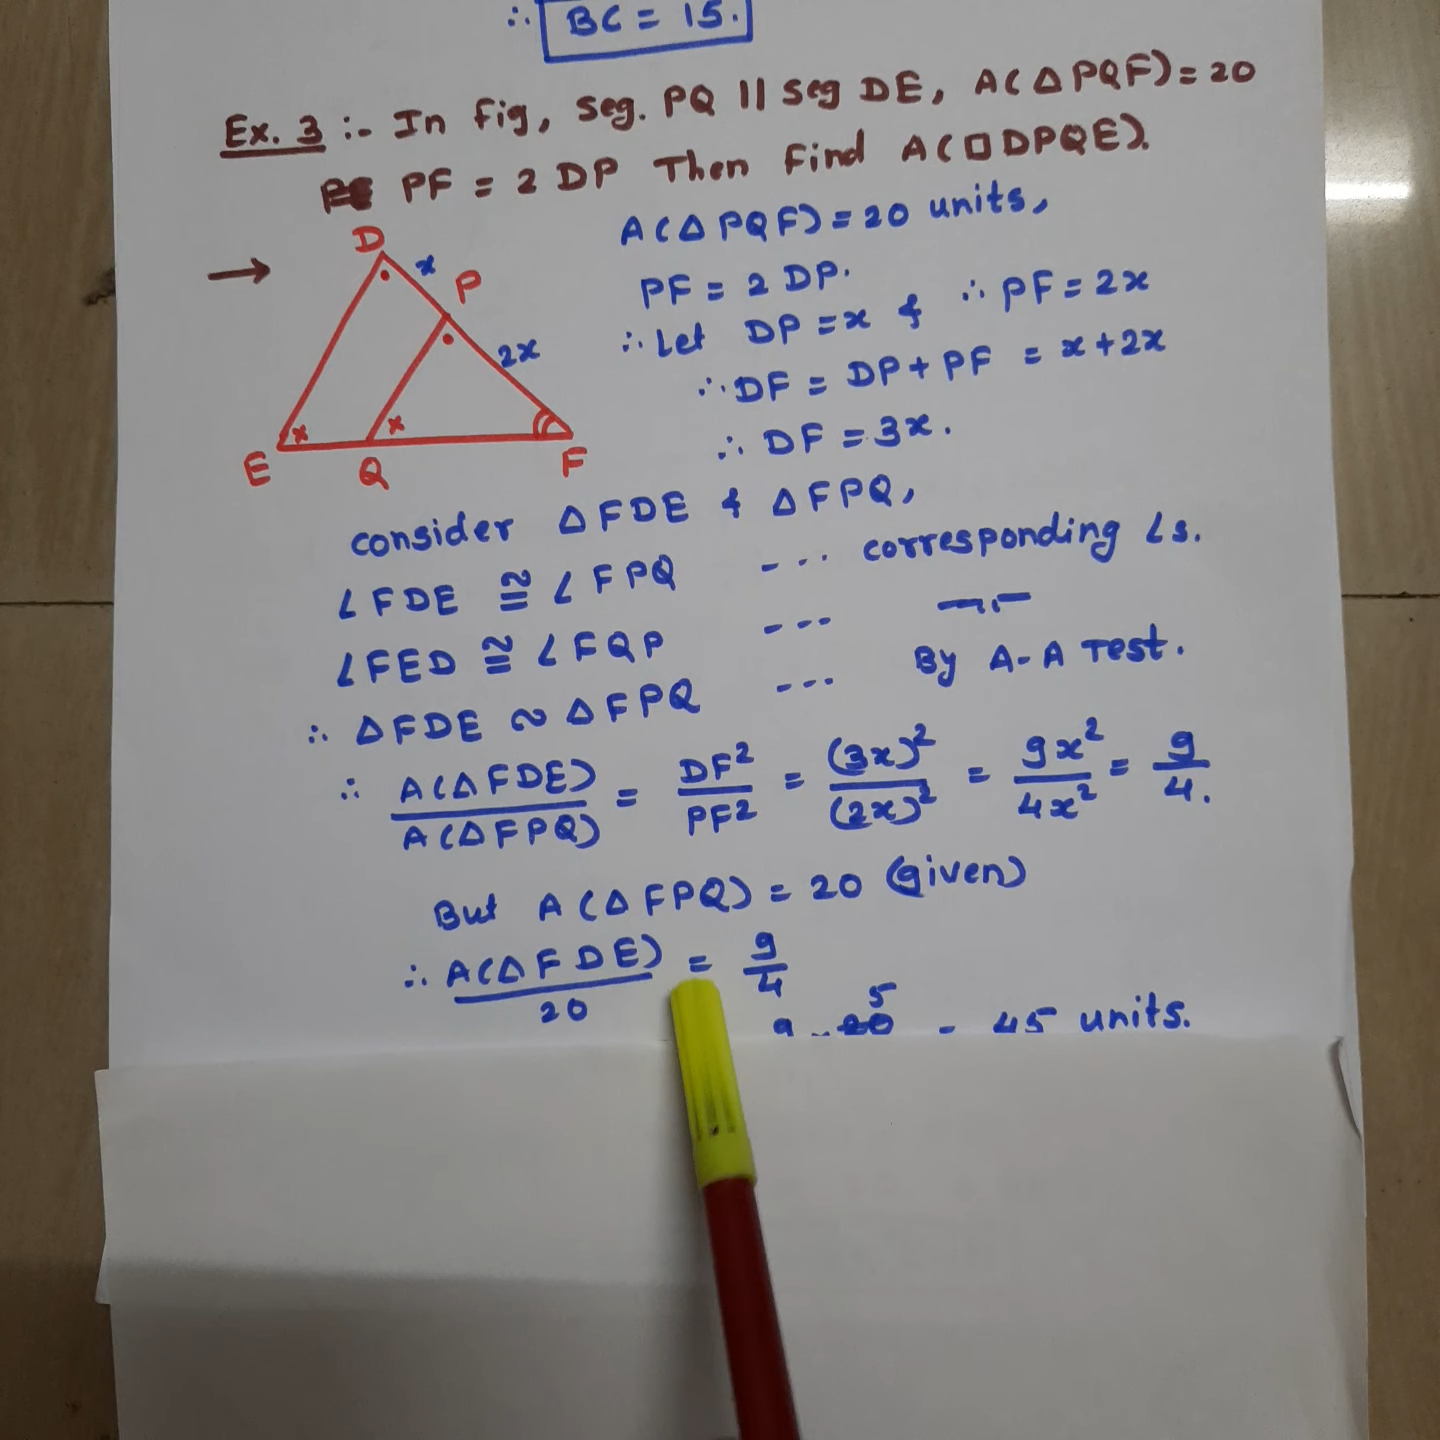 ∴ BC = 15.
Ex. 3 :- In fig, seg. PQ || seg DE, A(△PQF) = 20
PF = 2 DP Then Find A(□DPQE).
A(△PQF) = 20 units,
PF = 2 DP.
∴ Let DP = x & ∴ PF = 2x
∴ DF = DP + PF = x + 2x
∴ DF = 3x.
D
x
P
2x
x
x
E
Q
F
consider △FDE & △FPQ,
∠FDE ≅ ∠FPQ --- corresponding ∠s.
∠FED ≅ ∠FQP --- —ıı—
∴ △FDE ~ △FPQ --- By A-A Test.
∴ A(△FDE)/A(△FPQ) = DF²/PF² = (3x)²/(2x)² = 9x²/4x² = 9/4.
But A(△FPQ) = 20 (given)
∴ A(△FDE)/20 = 9/4
5
20 = 45 units.